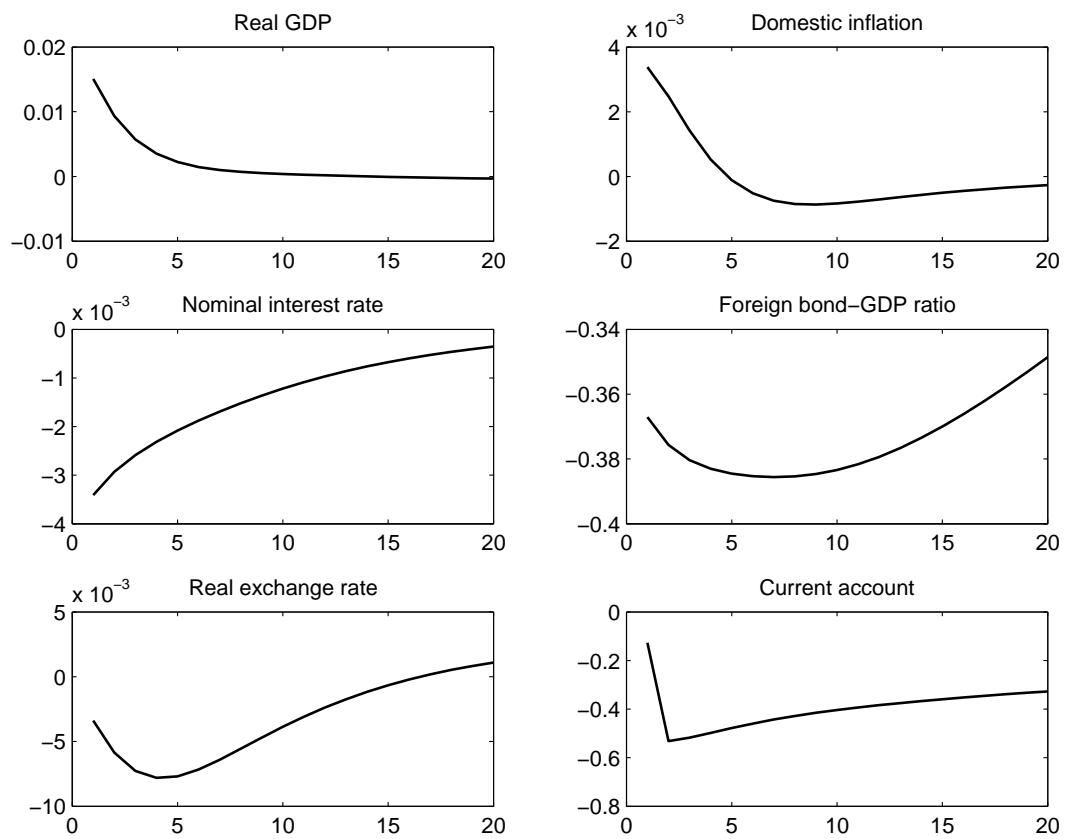 Real GDP
0.02
0.01
0
−0.01
0 5 10 15 20
Domestic inflation
x 10−3
4
2
0
−2
0 5 10 15 20
Nominal interest rate
x 10−3
0
−1
−2
−3
−4
0 5 10 15 20
Foreign bond−GDP ratio
−0.34
−0.36
−0.38
−0.4
0 5 10 15 20
Real exchange rate
x 10−3
5
0
−5
−10
0 5 10 15 20
Current account
0
−0.2
−0.4
−0.6
−0.8
0 5 10 15 20